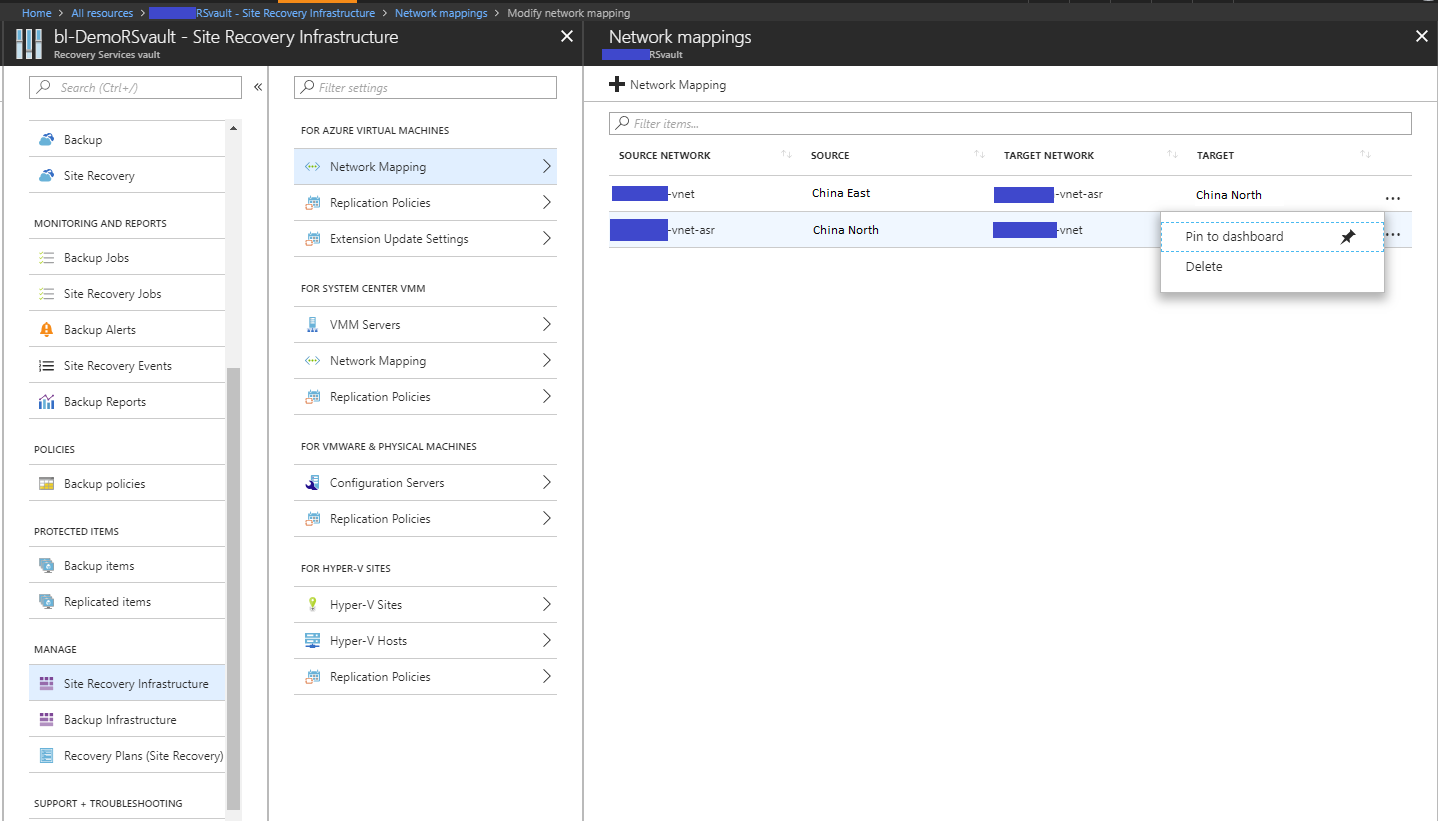 Home > All resources > RSvault - Site Recovery Infrastructure > Network mappings > Modify network mapping
bl-DemoRSvault - Site Recovery Infrastructure
Recovery Services vault
Search (Ctrl+/)
«
Backup
Site Recovery
MONITORING AND REPORTS
Backup Jobs
Site Recovery Jobs
Backup Alerts
Site Recovery Events
Backup Reports
POLICIES
Backup policies
PROTECTED ITEMS
Backup items
Replicated items
MANAGE
Site Recovery Infrastructure
Backup Infrastructure
Recovery Plans (Site Recovery)
SUPPORT + TROUBLESHOOTING
Filter settings
FOR AZURE VIRTUAL MACHINES
Network Mapping
Replication Policies
Extension Update Settings
FOR SYSTEM CENTER VMM
VMM Servers
Network Mapping
Replication Policies
FOR VMWARE & PHYSICAL MACHINES
Configuration Servers
Replication Policies
FOR HYPER-V SITES
Hyper-V Sites
Hyper-V Hosts
Replication Policies
Network mappings
RSvault
Network Mapping
Filter items...
SOURCE NETWORK SOURCE TARGET NETWORK TARGET
-vnet China East -vnet-asr China North ...
-vnet-asr China North -vnet ...
Pin to dashboard
Delete